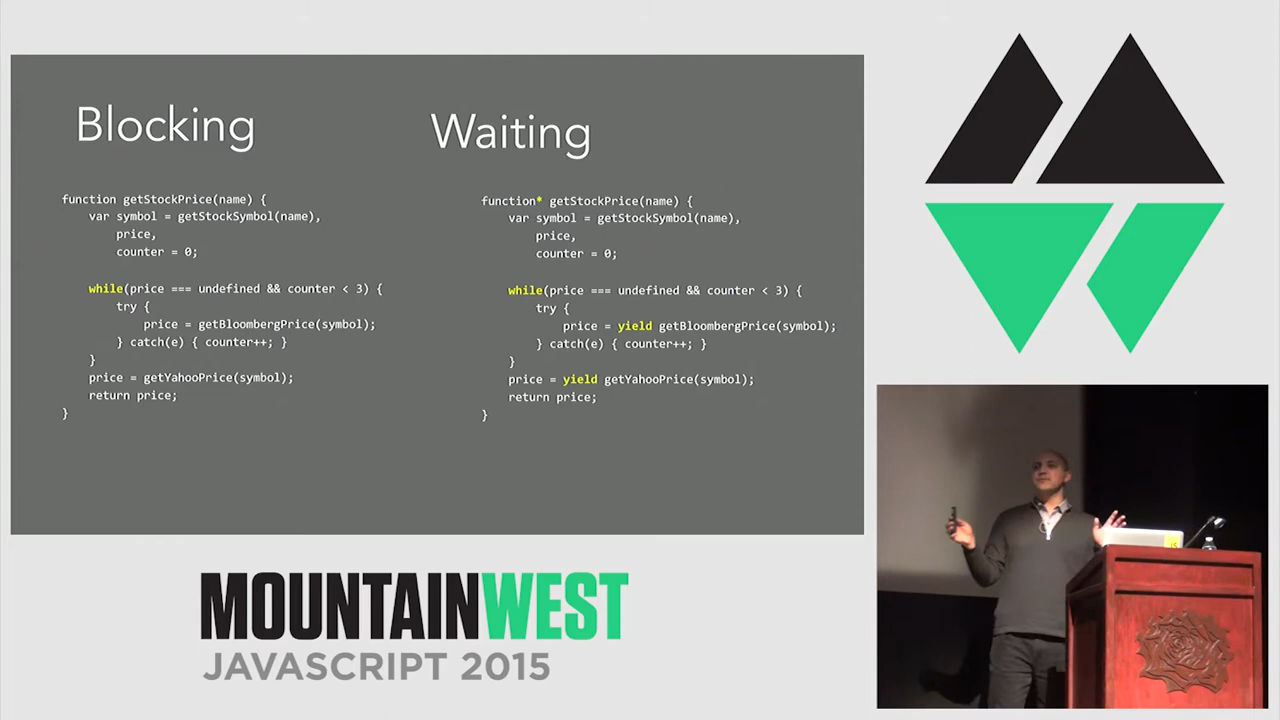 Blocking
function getStockPrice(name) {
var symbol = getStockSymbol(name),
price,
counter = 0;
while(price === undefined && counter < 3) {
try {
price = getBloombergPrice(symbol);
} catch(e) { counter++; }
}
price = getYahooPrice(symbol);
return price;
}
Waiting
function* getStockPrice(name) {
var symbol = getStockSymbol(name),
price,
counter = 0;
while(price === undefined && counter < 3) {
try {
price = yield getBloombergPrice(symbol);
} catch(e) { counter++; }
}
price = yield getYahooPrice(symbol);
return price;
}
MOUNTAINWEST
JAVASCRIPT 2015